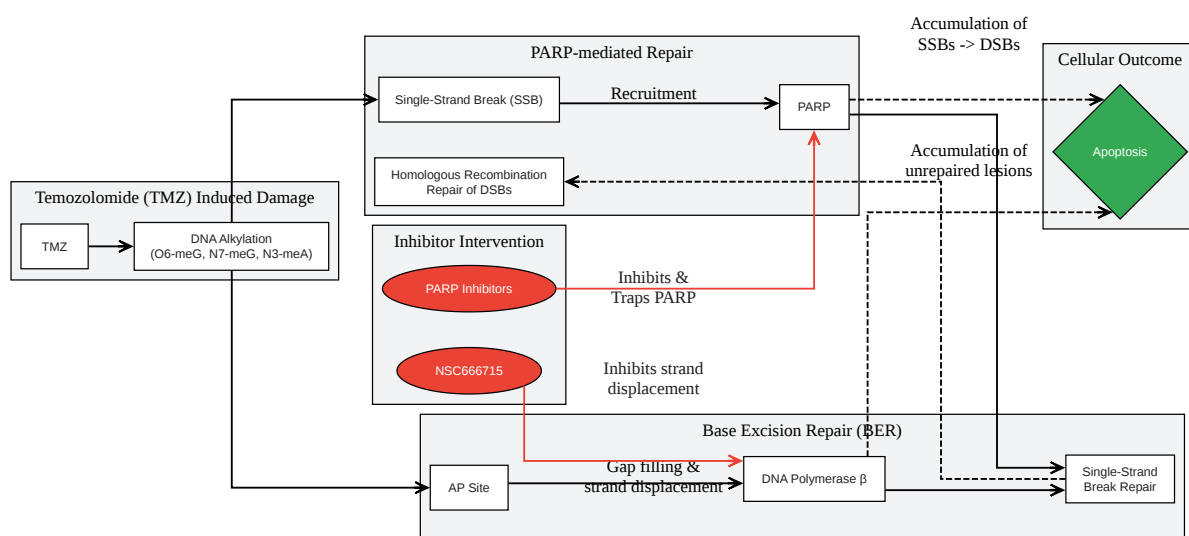 Accumulation of
SSBs -> DSBs
PARP-mediated Repair
Cellular Outcome
Single-Strand Break (SSB)
Recruitment
PARP
Apoptosis
Accumulation of
unrepaired lesions
Homologous Recombination
Repair of DSBs
Temozolomide (TMZ) Induced Damage
TMZ
DNA Alkylation
(O6-meG, N7-meG, N3-meA)
Inhibitor Intervention
PARP Inhibitors
Inhibits &
Traps PARP
NSC666715
Inhibits strand
displacement
Base Excision Repair (BER)
AP Site
Gap filling &
strand displacement
DNA Polymerase β
Single-Strand
Break Repair